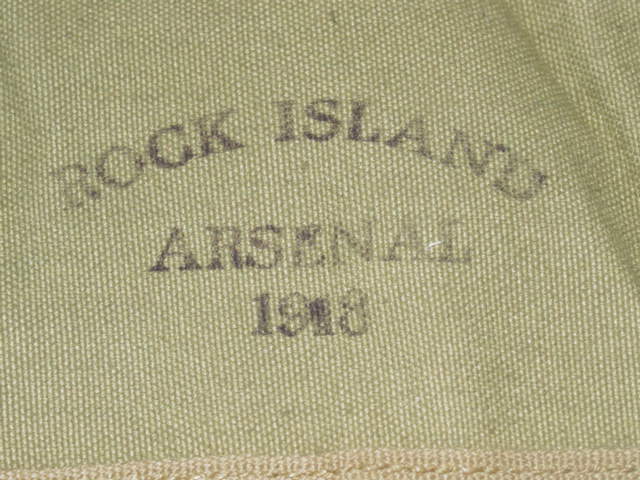 ROCK ISLAND
ARSENAL
1918